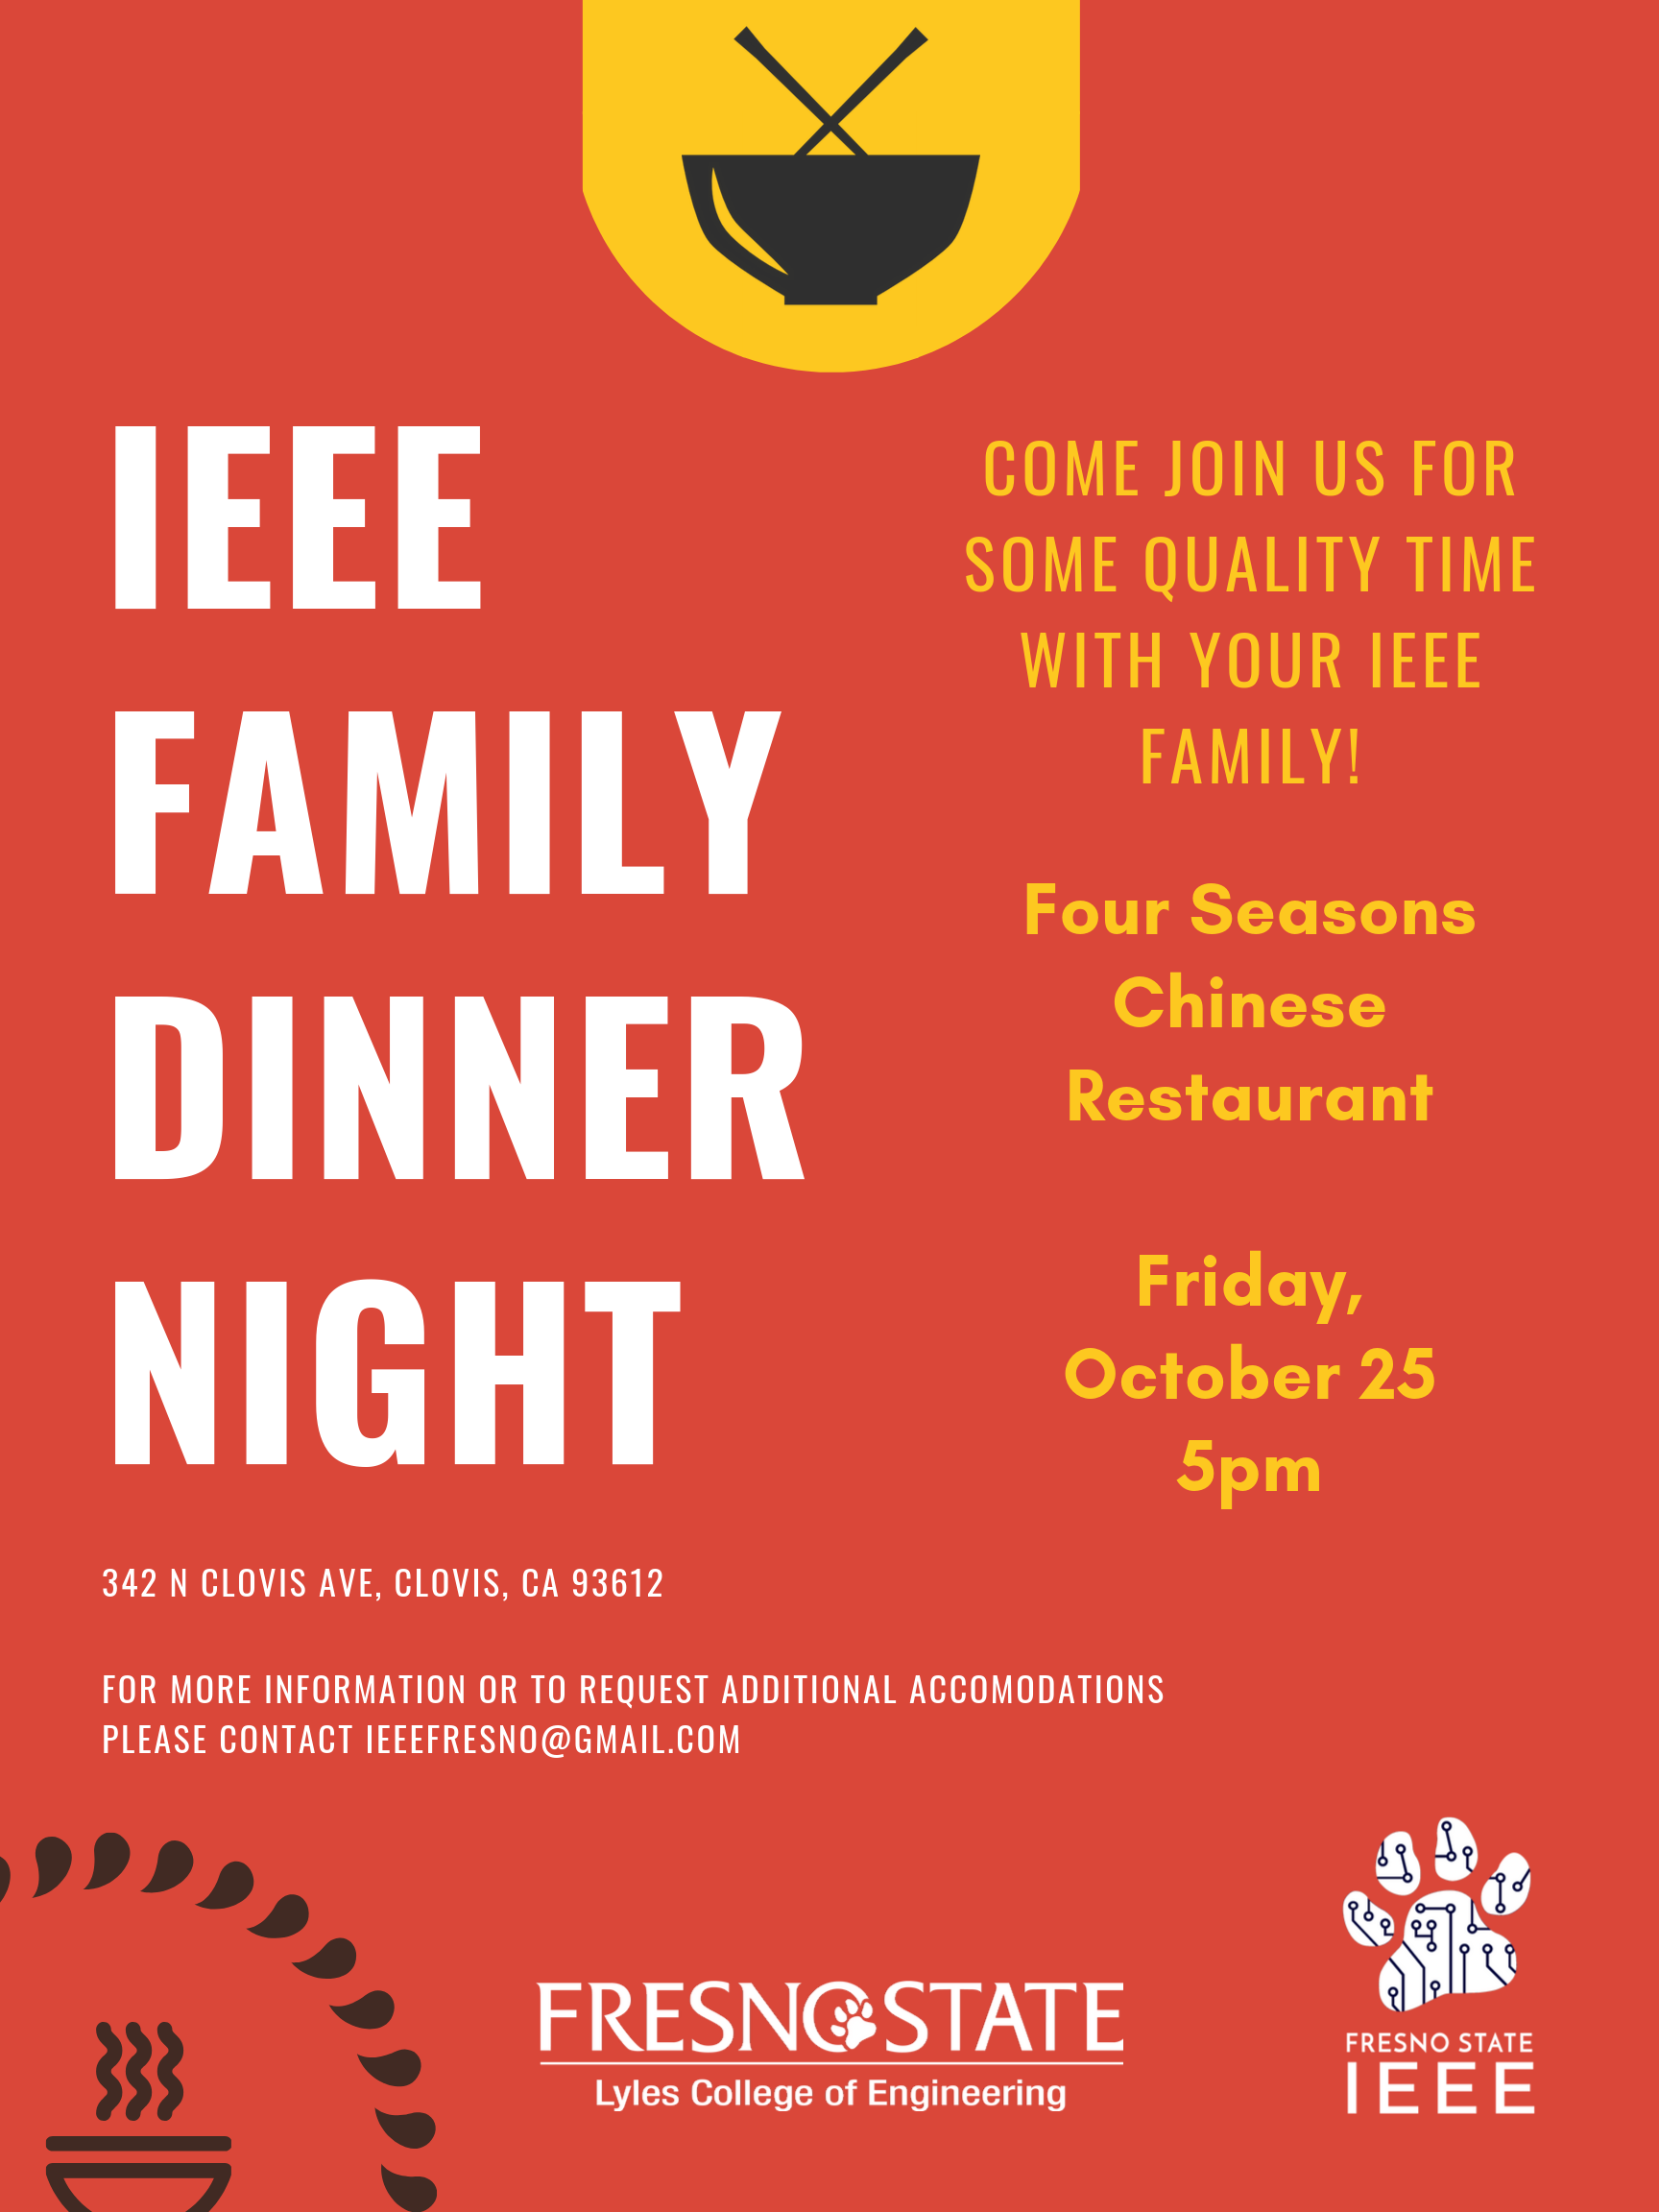 IEEE
FAMILY
DINNER
NIGHT
COME JOIN US FOR
SOME QUALITY TIME
WITH YOUR IEEE
FAMILY!
Four Seasons
Chinese
Restaurant
Friday,
October 25
5pm
342 N CLOVIS AVE, CLOVIS, CA 93612
FOR MORE INFORMATION OR TO REQUEST ADDITIONAL ACCOMODATIONS
PLEASE CONTACT IEEEFRESNO@GMAIL.COM
FRESNO STATE
Lyles College of Engineering
FRESNO STATE
IEEE